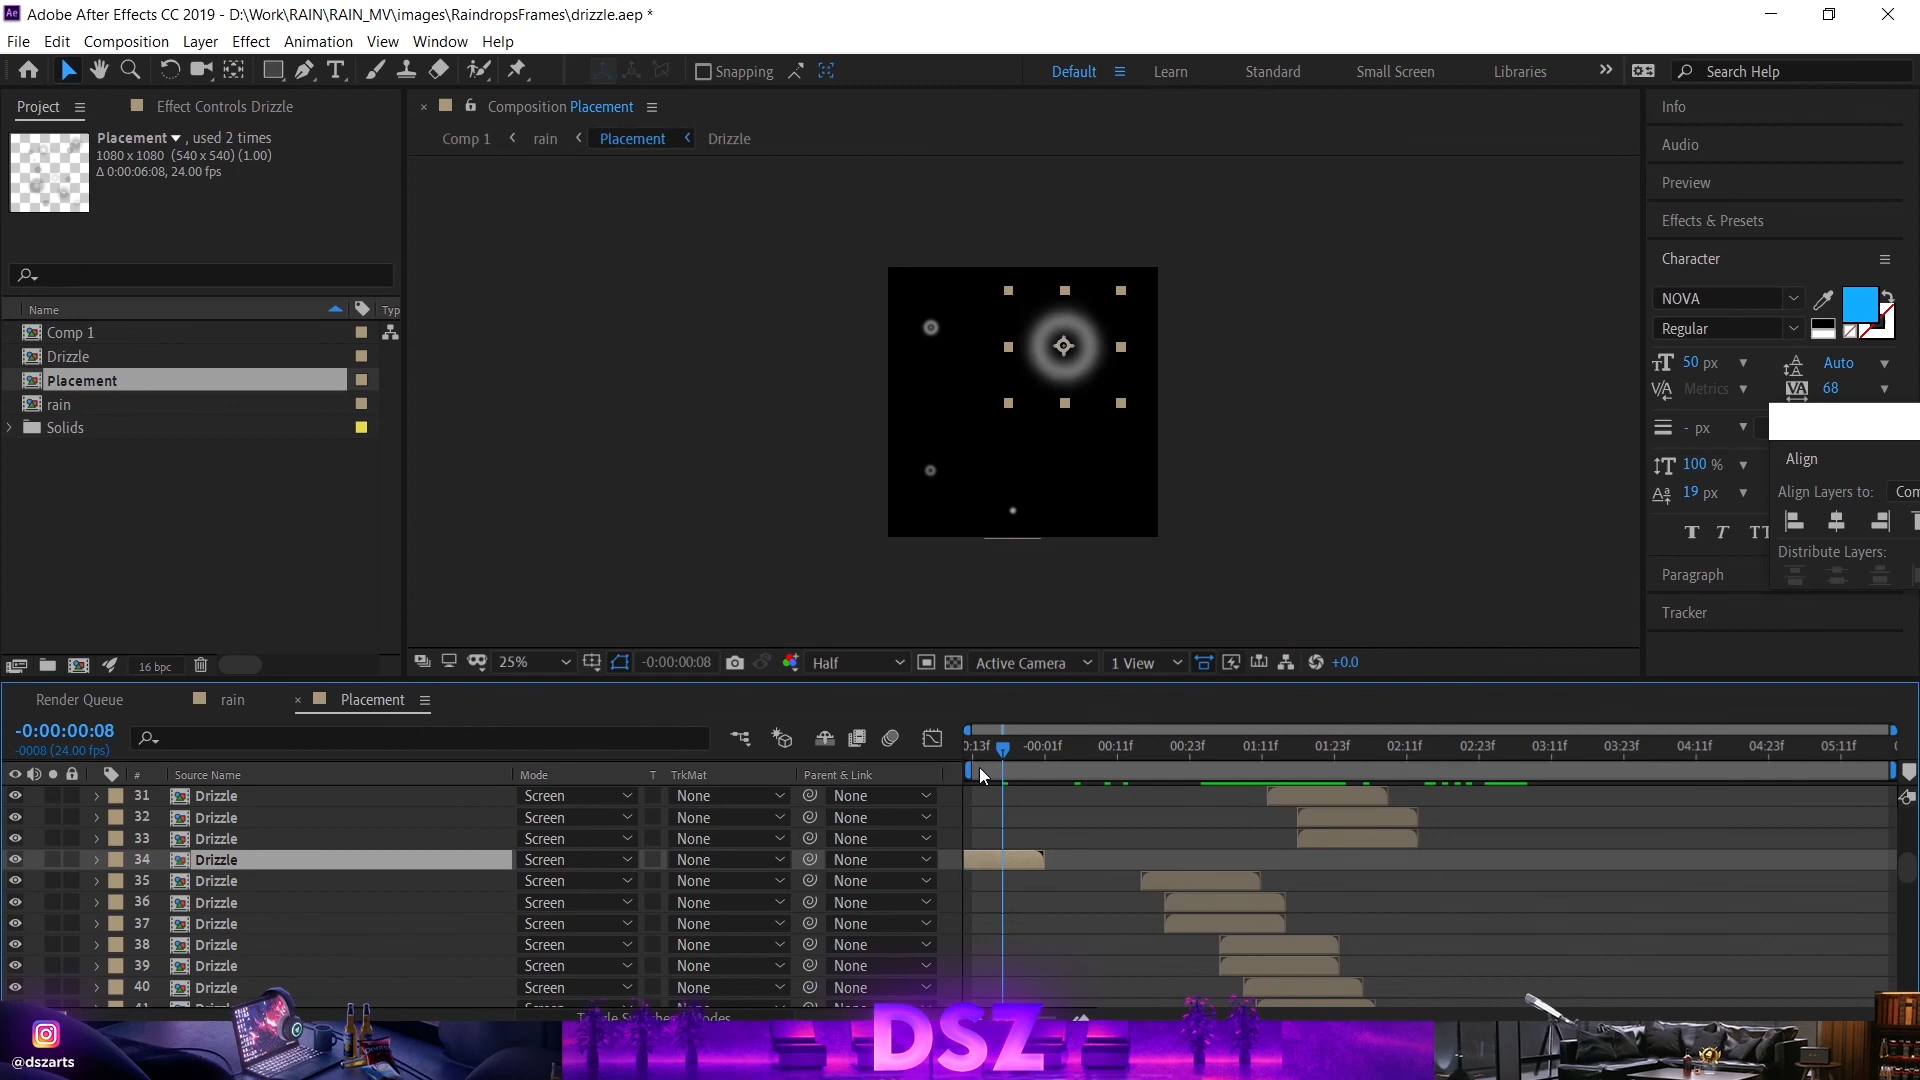 Adobe After Effects CC 2019 - D:\Work\RAIN\RAIN_MV\images\RaindropsFrames\drizzle.aep *
File Edit Composition Layer Effect Animation View Window Help
Snapping Default Learn Standard Small Screen Libraries Search Help
Project Effect Controls Drizzle
Placement , used 2 times
1080 x 1080 (540 x 540) (1.00)
Δ 0:00:06:08, 24.00 fps
Name Typ
Comp 1
Drizzle
Placement
rain
Solids
16 bpc
Composition Placement
Comp 1 rain Placement Drizzle
25% -0:00:00:08 Half Active Camera 1 View +0.0
Info
Audio
Preview
Effects & Presets
Character
NOVA
Regular
50 px Auto
Metrics 68
- px
100 %
19 px
T T TT
Align
Align Layers to: Com
Distribute Layers:
Paragraph
Tracker
Render Queue rain Placement
-0:00:00:08
-0008 (24.00 fps)
0:13f -00:01f 00:11f 00:23f 01:11f 01:23f 02:11f 02:23f 03:11f 03:23f 04:11f 04:23f 05:11f
# Source Name Mode T TrkMat Parent & Link
31 Drizzle Screen None None
32 Drizzle Screen None None
33 Drizzle Screen None None
34 Drizzle Screen None None
35 Drizzle Screen None None
36 Drizzle Screen None None
37 Drizzle Screen None None
38 Drizzle Screen None None
39 Drizzle Screen None None
40 Drizzle Screen None None
DSZ
@dszarts